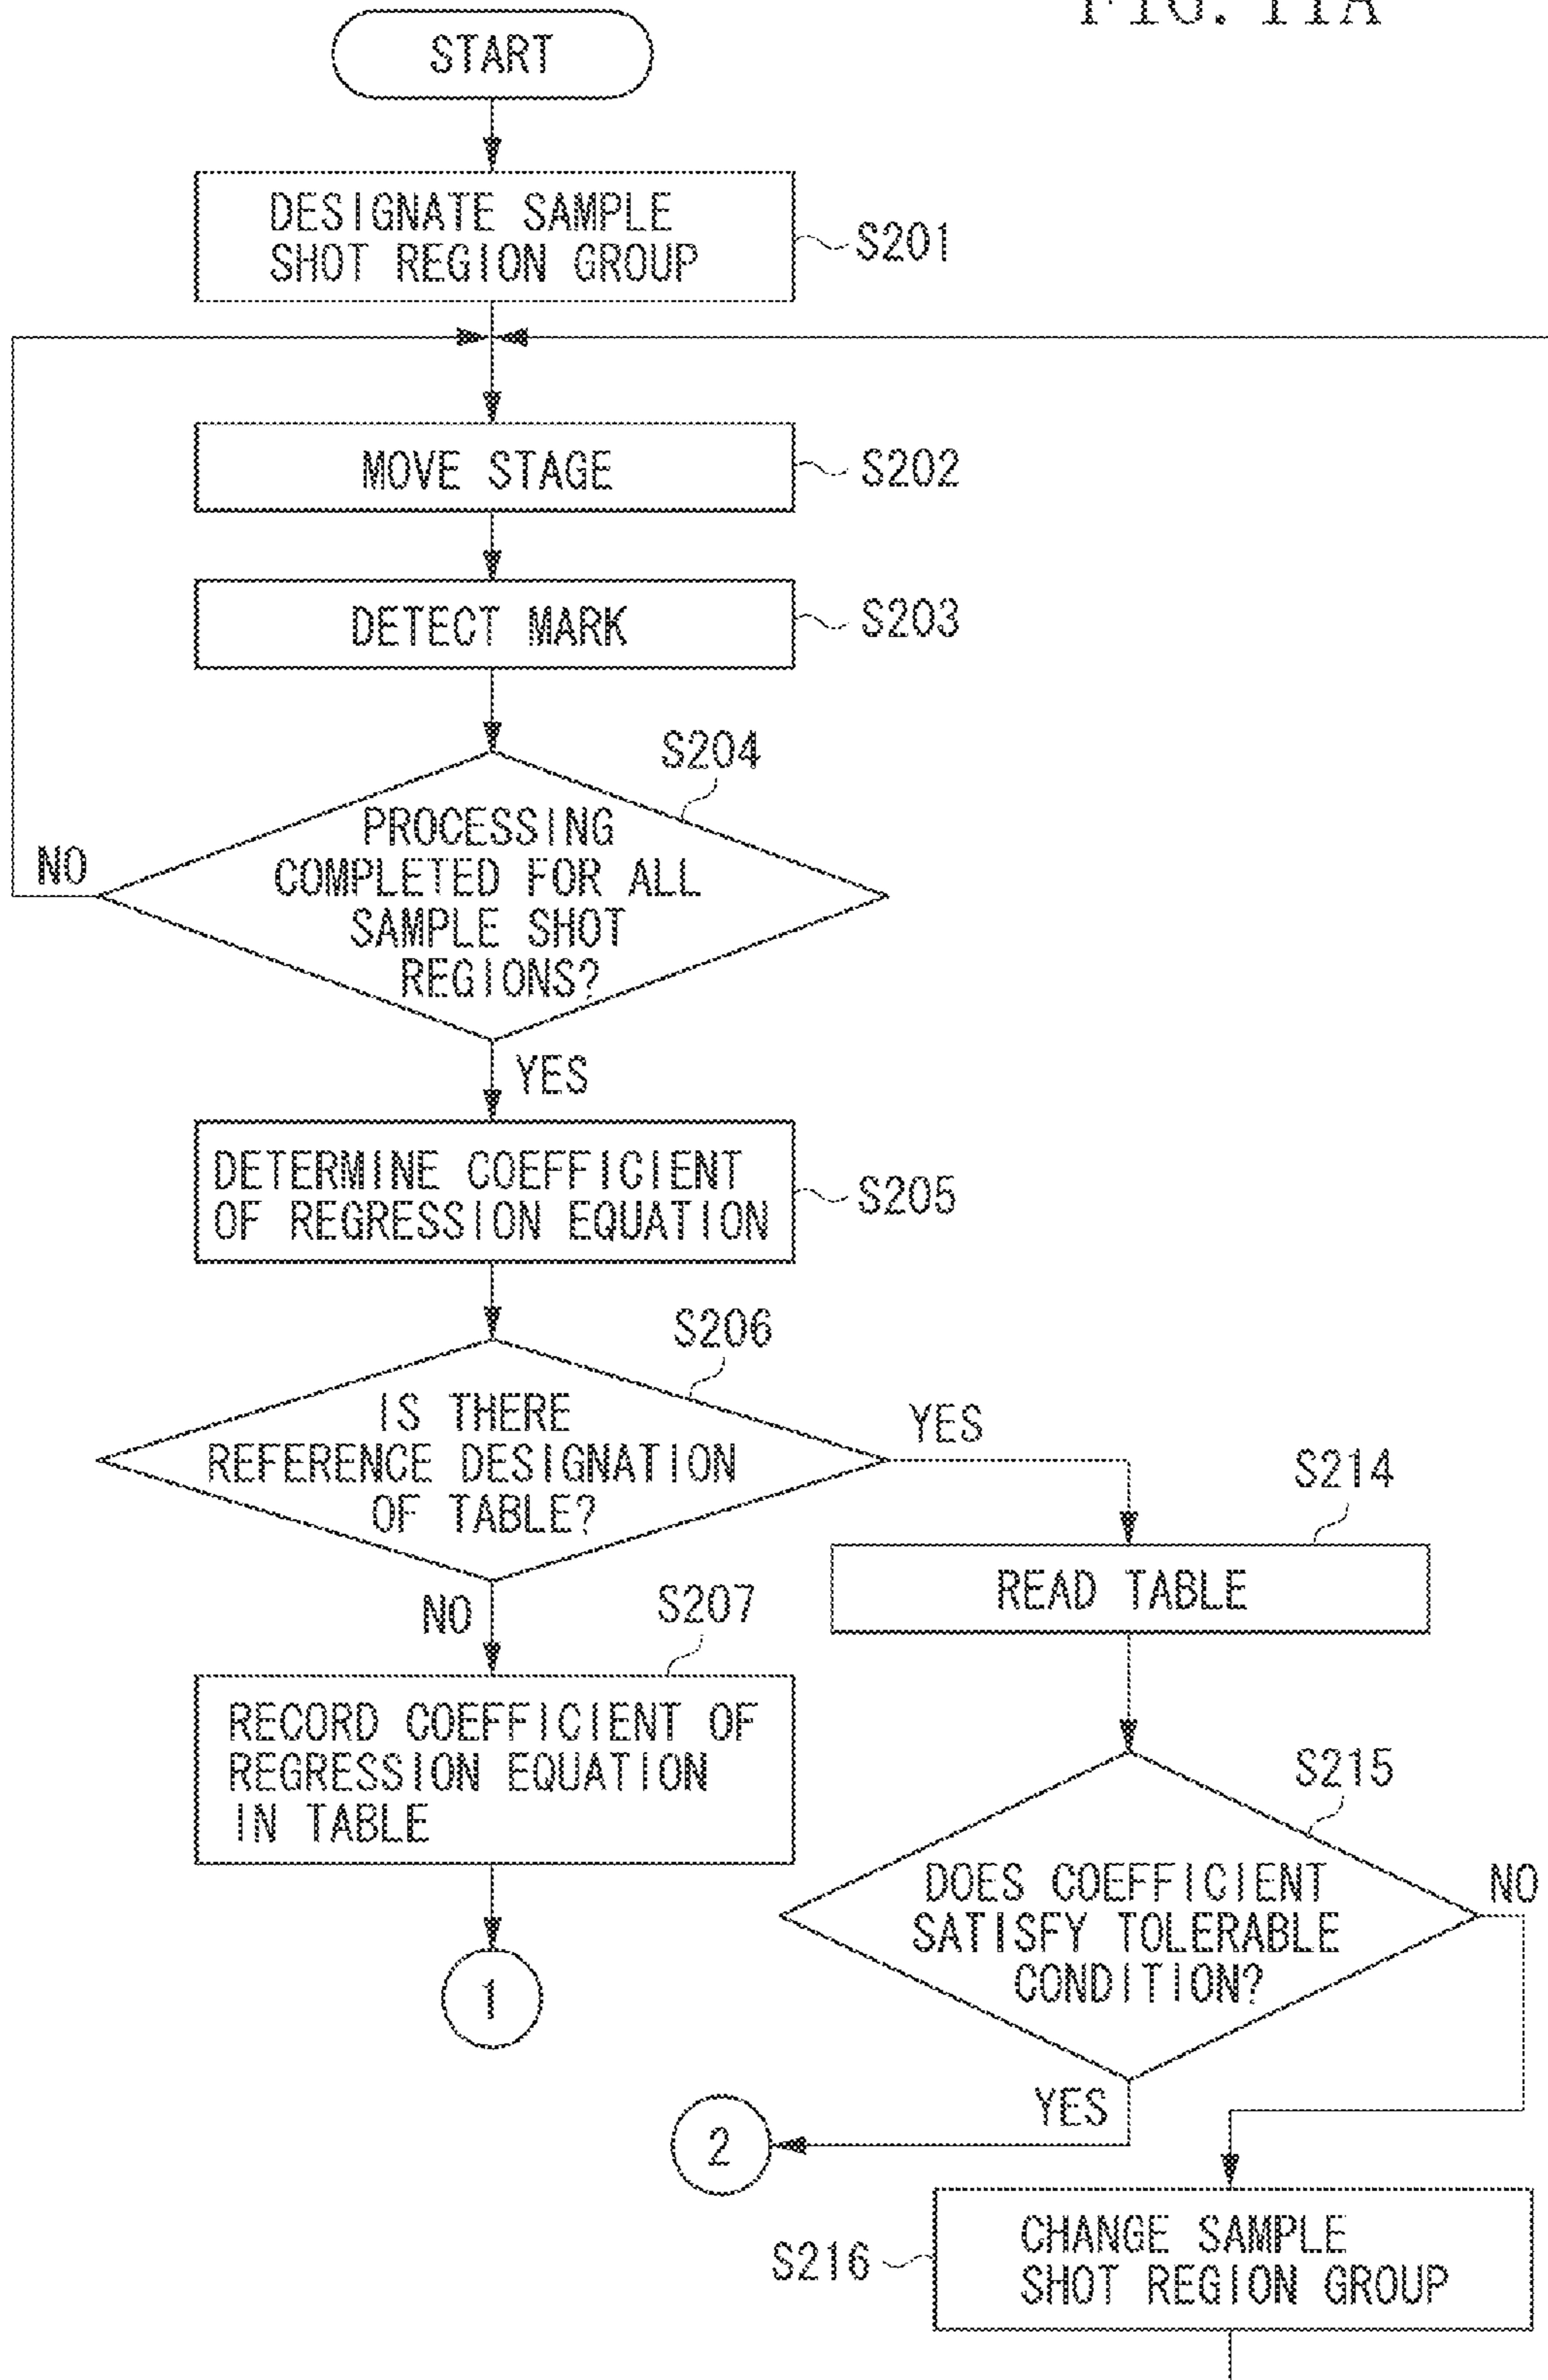 FIG. 11A
START
DESIGNATE SAMPLE
SHOT REGION GROUP
S201
MOVE STAGE
S202
DETECT MARK
S203
S204
PROCESSING
COMPLETED FOR ALL
SAMPLE SHOT
REGIONS?
NO
YES
DETERMINE COEFFICIENT
OF REGRESSION EQUATION
S205
S206
IS THERE
REFERENCE DESIGNATION
OF TABLE?
YES
NO
S214
READ TABLE
S207
RECORD COEFFICIENT OF
REGRESSION EQUATION
IN TABLE
1
S215
DOES COEFFICIENT
SATISFY TOLERABLE
CONDITION?
NO
YES
2
S216
CHANGE SAMPLE
SHOT REGION GROUP